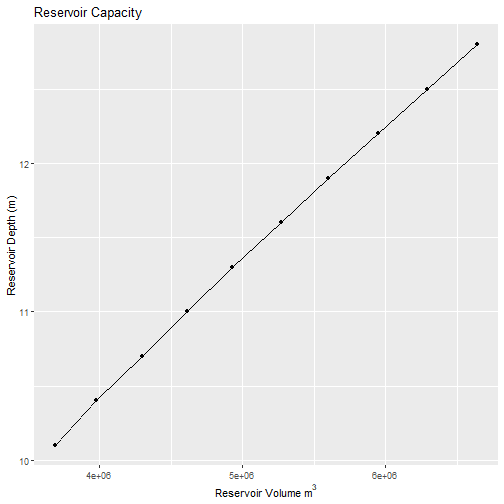 Reservoir Capacity
Reservoir Depth (m)
12
11
10
4e+06 5e+06 6e+06
Reservoir Volume m³